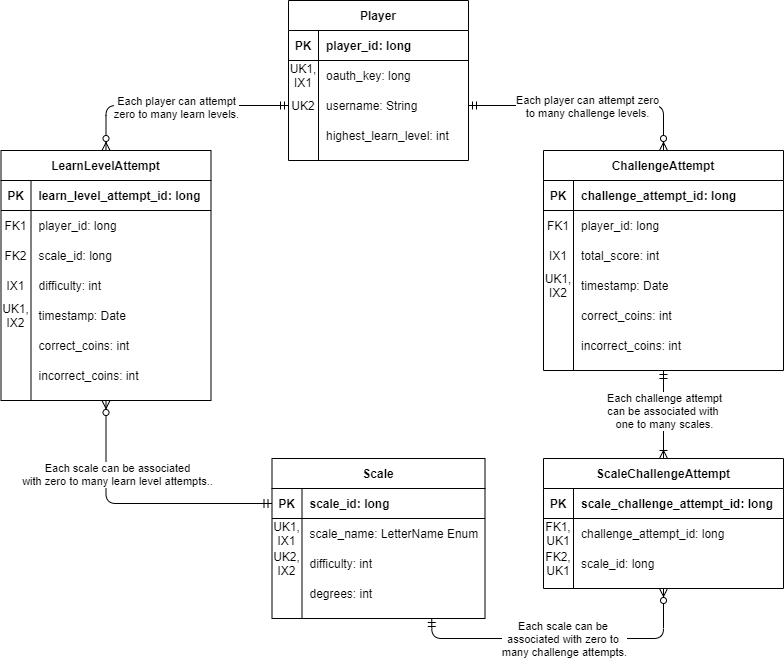 Player
PK player_id: long
UK1,
IX1 oauth_key: long
UK2 username: String
highest_learn_level: int
Each player can attempt
zero to many learn levels.
Each player can attempt zero
to many challenge levels.
LearnLevelAttempt
PK learn_level_attempt_id: long
FK1 player_id: long
FK2 scale_id: long
IX1 difficulty: int
UK1,
IX2 timestamp: Date
correct_coins: int
incorrect_coins: int
ChallengeAttempt
PK challenge_attempt_id: long
FK1 player_id: long
IX1 total_score: int
UK1,
IX2 timestamp: Date
correct_coins: int
incorrect_coins: int
Each challenge attempt
can be associated with
one to many scales.
Each scale can be associated
with zero to many learn level attempts..
Scale
PK scale_id: long
UK1,
IX1 scale_name: LetterName Enum
UK2,
IX2 difficulty: int
degrees: int
ScaleChallengeAttempt
PK scale_challenge_attempt_id: long
FK1,
UK1 challenge_attempt_id: long
FK2,
UK1 scale_id: long
Each scale can be
associated with zero to
many challenge attempts.